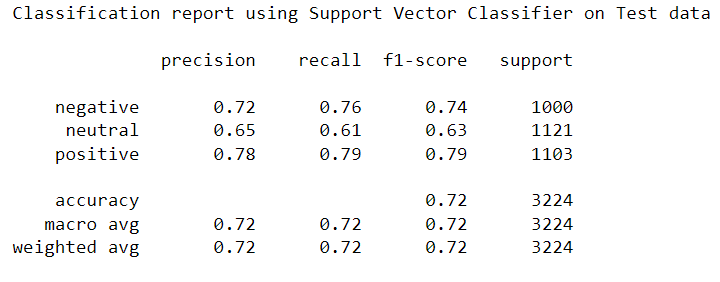 Classification report using Support Vector Classifier on Test data
precision recall f1-score support
negative 0.72 0.76 0.74 1000
neutral 0.65 0.61 0.63 1121
positive 0.78 0.79 0.79 1103
accuracy 0.72 3224
macro avg 0.72 0.72 0.72 3224
weighted avg 0.72 0.72 0.72 3224